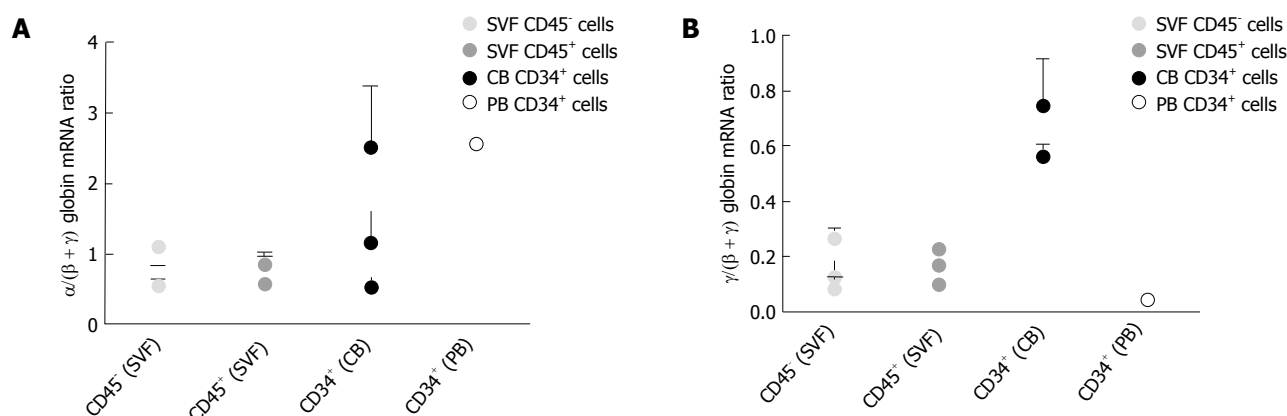 A
SVF CD45⁻ cells
SVF CD45⁺ cells
CB CD34⁺ cells
PB CD34⁺ cells
α/(β + γ) globin mRNA ratio
4
3
2
1
0
CD45⁻ (SVF)
CD45⁺ (SVF)
CD34⁺ (CB)
CD34⁺ (PB)
B
SVF CD45⁻ cells
SVF CD45⁺ cells
CB CD34⁺ cells
PB CD34⁺ cells
γ/(β + γ) globin mRNA ratio
1.0
0.8
0.6
0.4
0.2
0.0
CD45⁻ (SVF)
CD45⁺ (SVF)
CD34⁺ (CB)
CD34⁺ (PB)